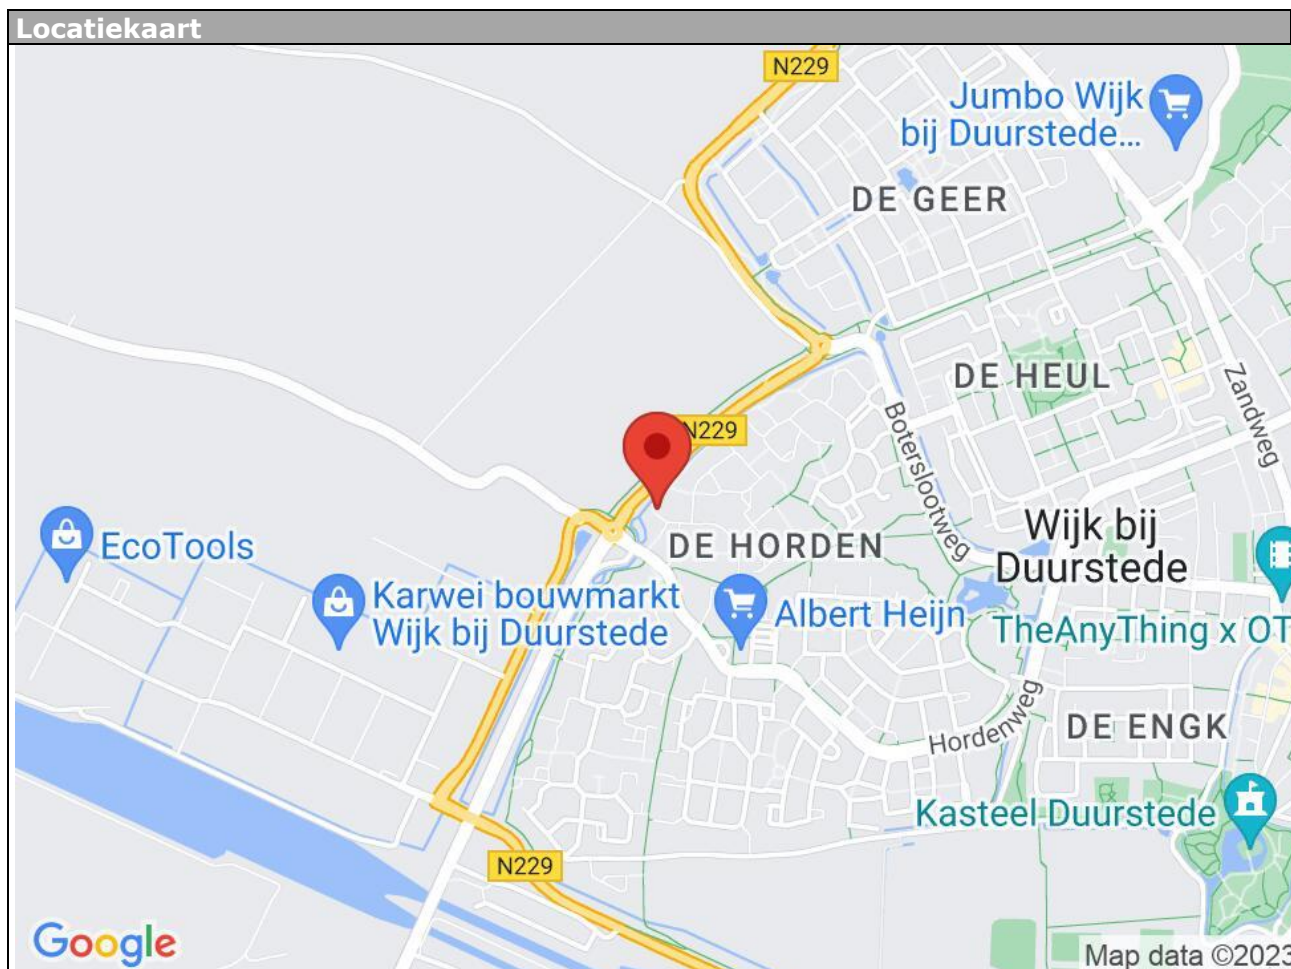 Locatiekaart
N229
Jumbo Wijk
bij Duurstede...
DE GEER
DE HEUL
Zandweg
N229
Boterslootweg
Wijk bij
Duurstede
EcoTools
DE HORDEN
Karwei bouwmarkt
Wijk bij Duurstede
Albert Heijn
TheAnyThing x OT
Hordenweg
DE ENGK
Kasteel Duurstede
N229
Google
Map data ©2023